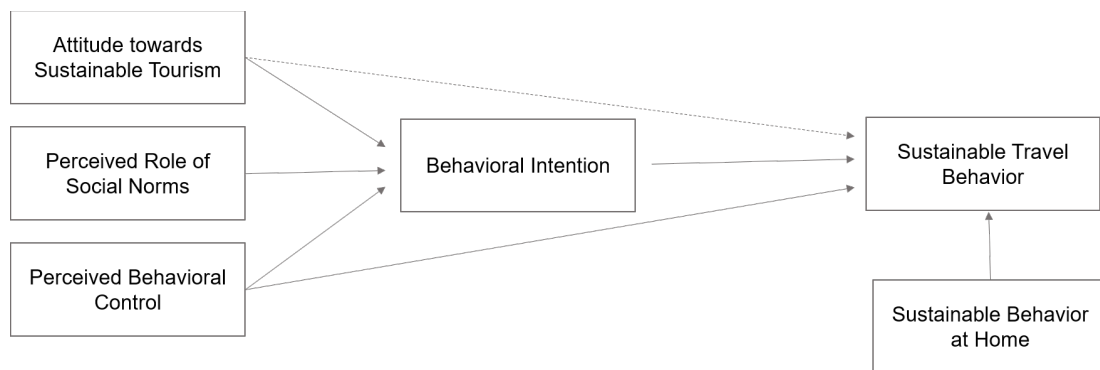 Attitude towards
Sustainable Tourism
Perceived Role of
Social Norms
Perceived Behavioral
Control
Behavioral Intention
Sustainable Travel
Behavior
Sustainable Behavior
at Home